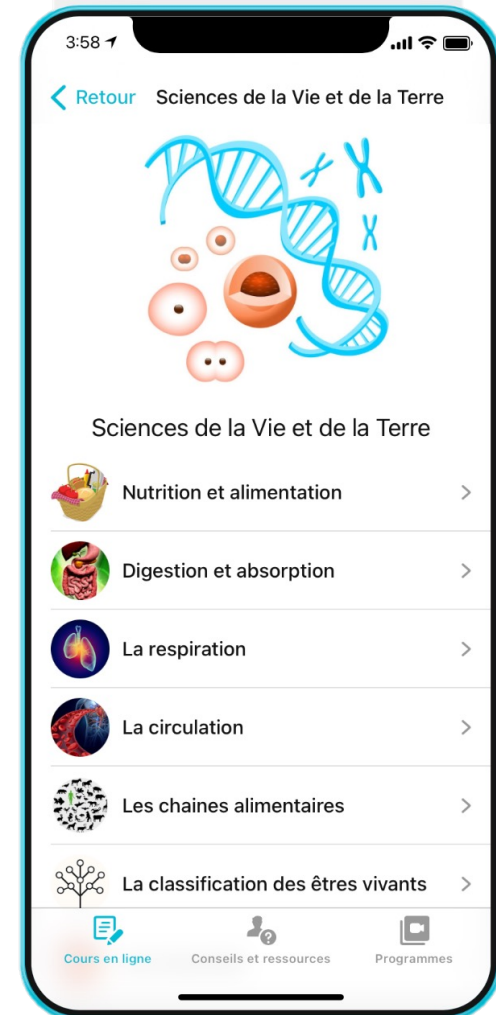 3:58
Retour Sciences de la Vie et de la Terre
Sciences de la Vie et de la Terre
Nutrition et alimentation
Digestion et absorption
La respiration
La circulation
Les chaines alimentaires
La classification des êtres vivants
Cours en ligne Conseils et ressources Programmes